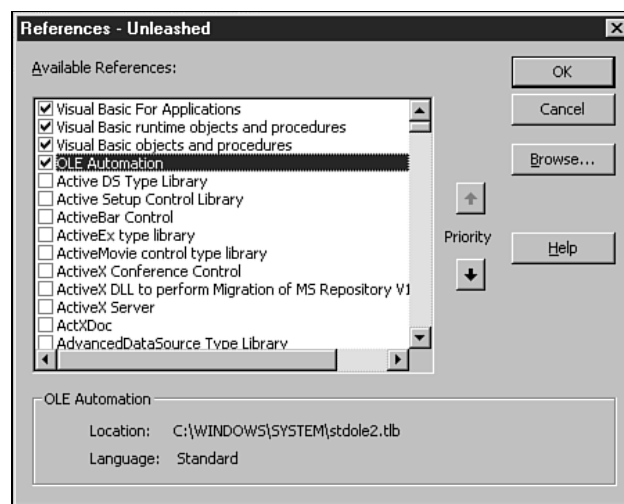 References - Unleashed
Available References:
Visual Basic For Applications
Visual Basic runtime objects and procedures
Visual Basic objects and procedures
OLE Automation
Active DS Type Library
Active Setup Control Library
ActiveBar Control
ActiveEx type library
ActiveMovie control type library
ActiveX Conference Control
ActiveX DLL to perform Migration of MS Repository V1
ActiveX Server
ActXDoc
AdvancedDataSource Type Library
OK
Cancel
Browse...
Priority
Help
OLE Automation
Location: C:\WINDOWS\SYSTEM\stdole2.tlb
Language: Standard